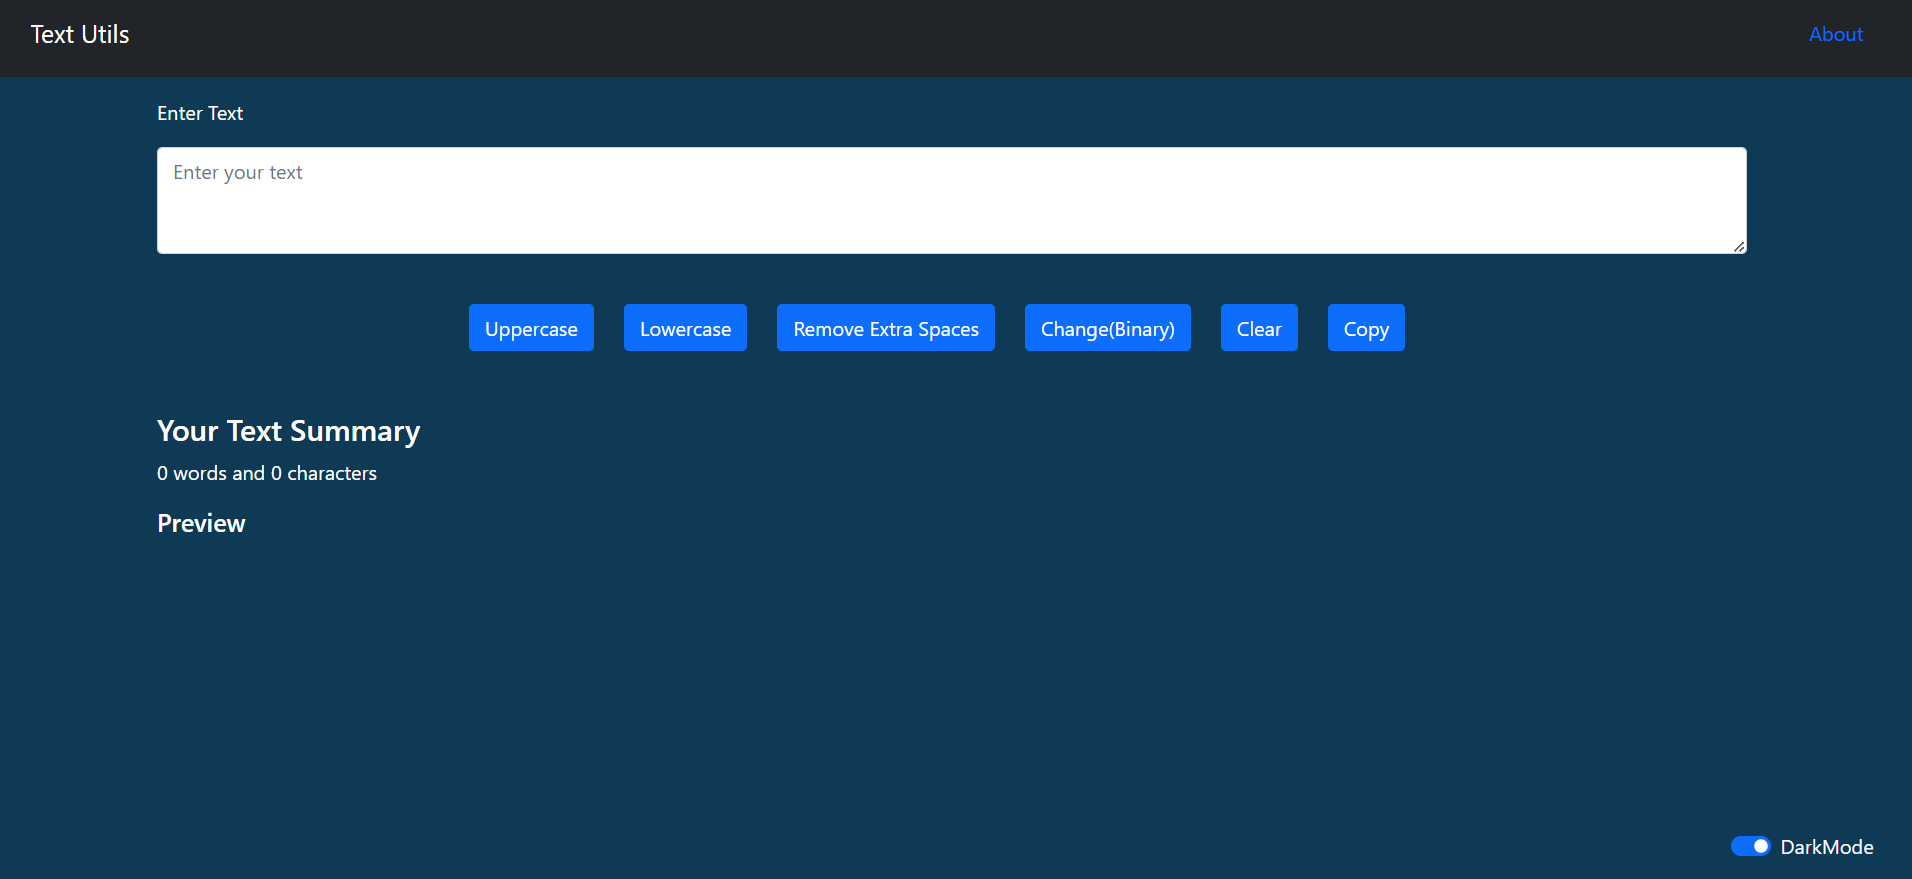 Text Utils About
Enter Text
Enter your text
Uppercase Lowercase Remove Extra Spaces Change(Binary) Clear Copy
Your Text Summary
0 words and 0 characters
Preview
DarkMode